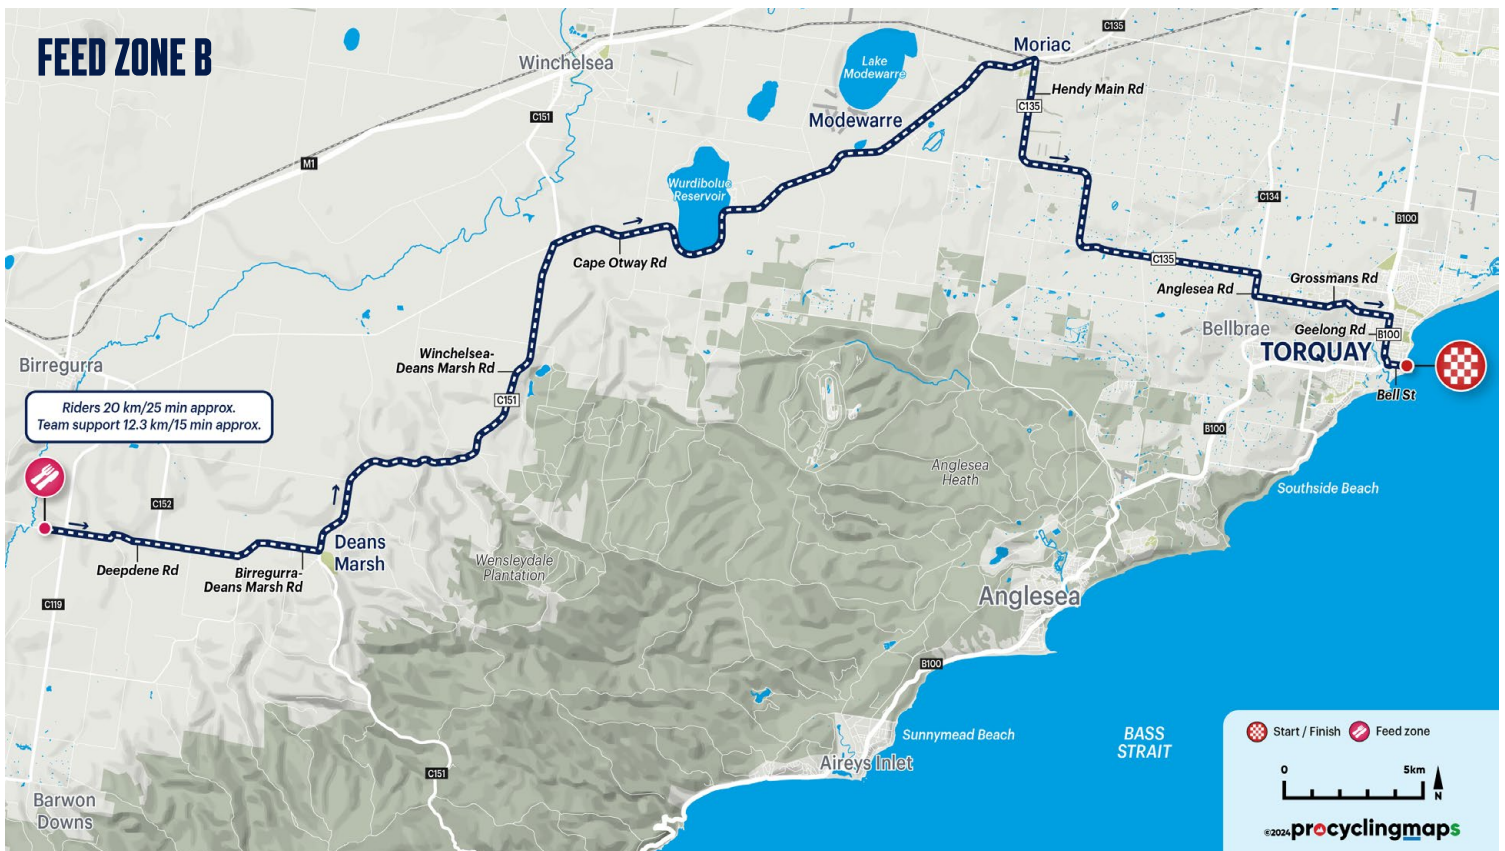 FEED ZONE B
C135
Moriac
Winchelsea
Lake
Modewarre
Hendy Main Rd
C135
C151
Modewarre
M1
Wurdiboluc
Reservoir
C134
B100
Cape Otway Rd
C135
Grossmans Rd
Anglesea Rd
Bellbrae
Geelong Rd
B100
TORQUAY
Winchelsea-
Deans Marsh Rd
Birregurra
Bell St
C151
Riders 20 km/25 min approx.
Team support 12.3 km/15 min approx.
B100
Anglesea
Heath
Southside Beach
C152
Deans
Marsh
Wensleydale
Plantation
Deepdene Rd
Birregurra-
Deans Marsh Rd
Anglesea
C119
B100
Sunnymead Beach
BASS
STRAIT
Aireys Inlet
C151
Barwon
Downs
Start / Finish
Feed zone
0
5km
N
©2024 procyclingmaps